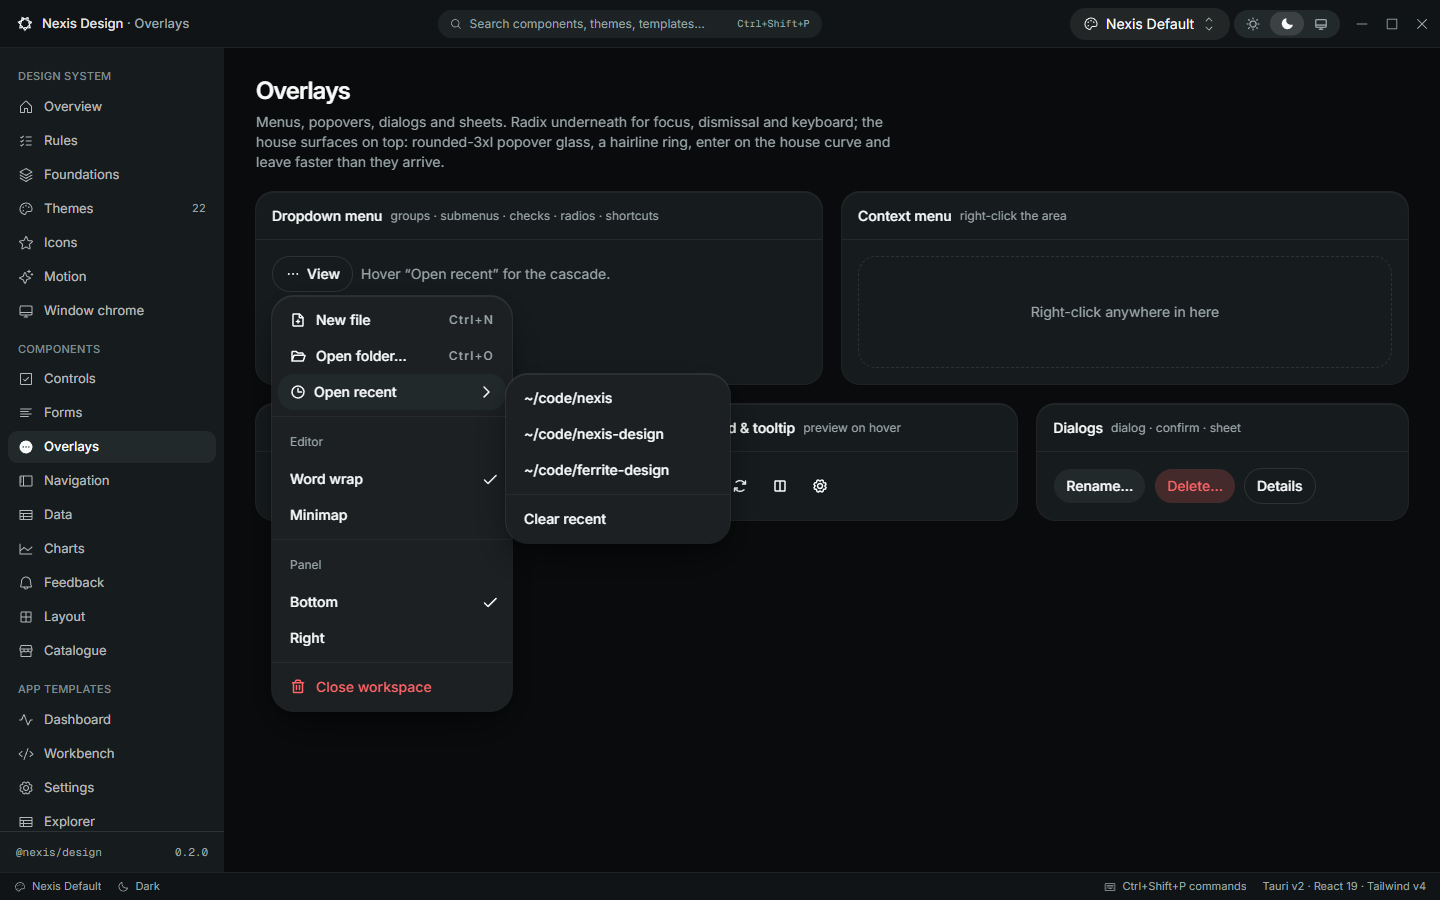 Nexis Design · Overlays
Search components, themes, templates...
Ctrl+Shift+P
Nexis Default
DESIGN SYSTEM
Overview
Rules
Foundations
Themes 22
Icons
Motion
Window chrome
COMPONENTS
Controls
Forms
Overlays
Navigation
Data
Charts
Feedback
Layout
Catalogue
APP TEMPLATES
Dashboard
Workbench
Settings
Explorer
@nexis/design 0.2.0
Overlays
Menus, popovers, dialogs and sheets. Radix underneath for focus, dismissal and keyboard; the
house surfaces on top: rounded-3xl popover glass, a hairline ring, enter on the house curve and
leave faster than they arrive.
Dropdown menu groups · submenus · checks · radios · shortcuts
View
Hover “Open recent” for the cascade.
New file Ctrl+N
Open folder... Ctrl+O
Open recent
Editor
Word wrap
Minimap
Panel
Bottom
Right
Close workspace
~/code/nexis
~/code/nexis-design
~/code/ferrite-design
Clear recent
Context menu right-click the area
Right-click anywhere in here
d & tooltip preview on hover
Dialogs dialog · confirm · sheet
Rename...
Delete...
Details
Nexis Default
Dark
Ctrl+Shift+P commands
Tauri v2 · React 19 · Tailwind v4